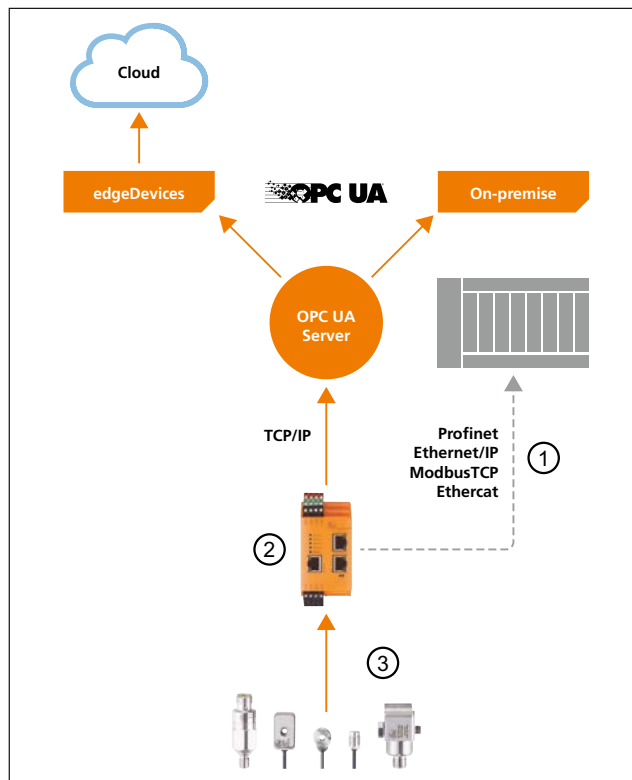 Cloud
edgeDevices
OPC UA
On-premise
OPC UA
Server
TCP/IP
Profinet
Ethernet/IP
ModbusTCP
Ethercat
1
2
3